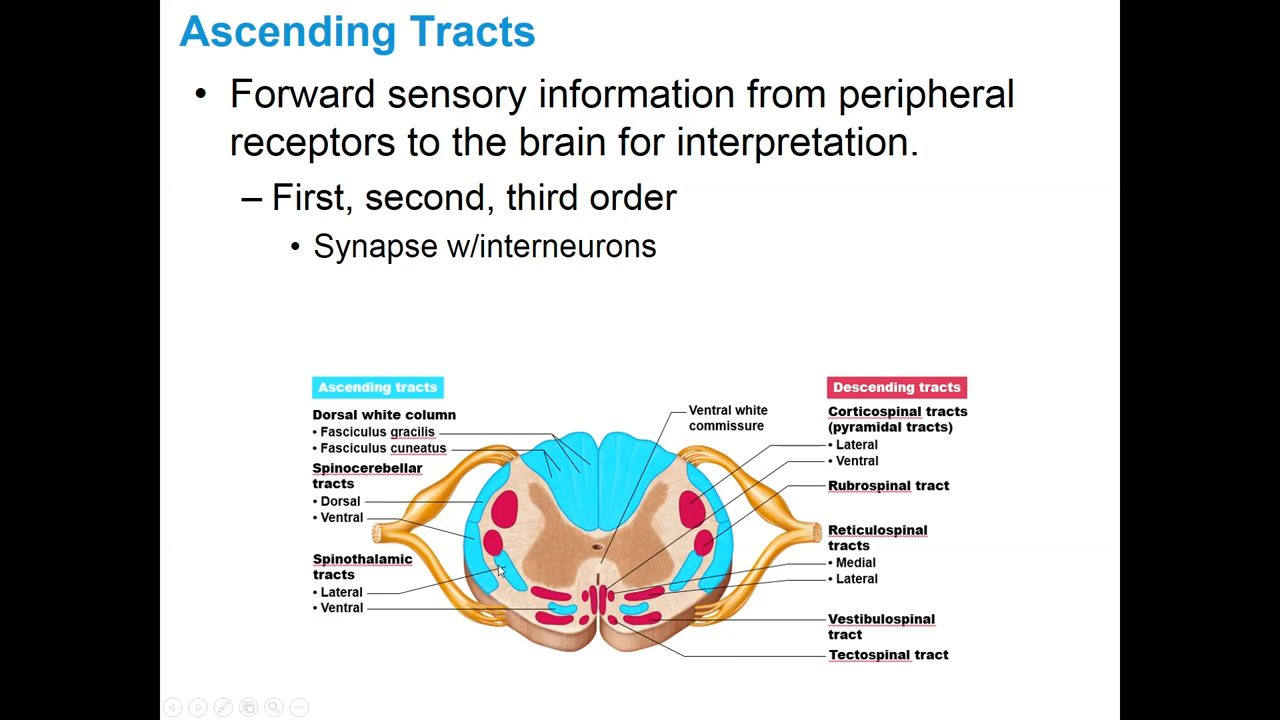 Ascending Tracts
• Forward sensory information from peripheral
receptors to the brain for interpretation.
– First, second, third order
• Synapse w/interneurons
Ascending tracts
Dorsal white column
• Fasciculus gracilis
• Fasciculus cuneatus
Spinocerebellar
tracts
• Dorsal
• Ventral
Spinothalamic
tracts
• Lateral
• Ventral
Ventral white
commissure
Descending tracts
Corticospinal tracts
(pyramidal tracts)
• Lateral
• Ventral
Rubrospinal tract
Reticulospinal
tracts
• Medial
• Lateral
Vestibulospinal
tract
Tectospinal tract